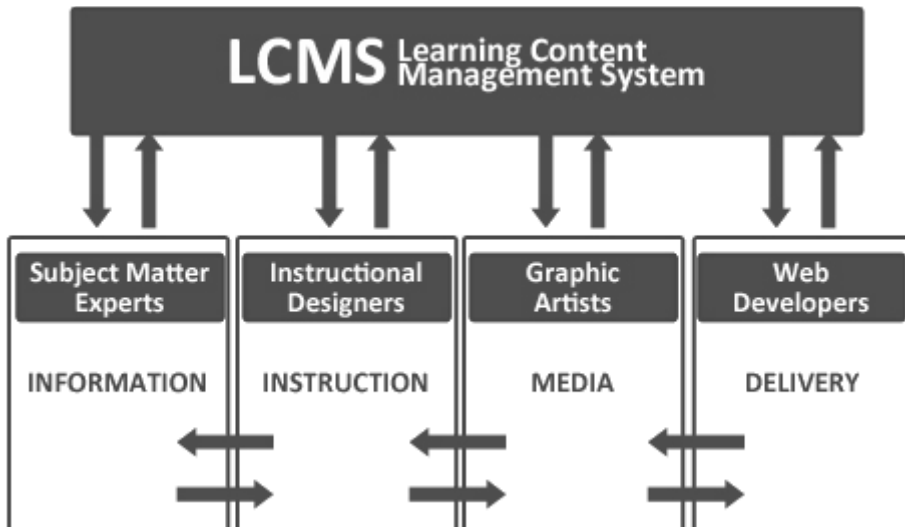 LCMS Learning Content
Management System
Subject Matter
Experts
Instructional
Designers
Graphic
Artists
Web
Developers
INFORMATION
INSTRUCTION
MEDIA
DELIVERY